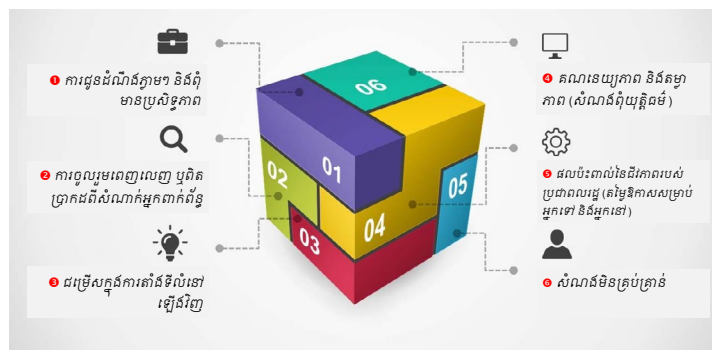 ❶ ការជូនដំណឹងភ្លាមៗ និងពុំ
មានប្រសិទ្ធភាព
❷ ការចូលរួមពេញលេញ ឬពិត
ប្រាកដពីសំណាក់អ្នកពាក់ព័ន្ធ
❸ ជម្រើសក្នុងការតាំងទីលំនៅ
ឡើងវិញ
01
02
03
04
05
06
❹ គណនេយ្យភាព និងតម្លា
ភាព (សំណងពុំយុត្តិធម៌)
❺ ផលប៉ះពាល់នៃជីវភាពរបស់
ប្រជាពលរដ្ឋ (តម្លៃឱកាសសម្រាប់
អ្នកទៅ និងអ្នកនៅ)
❻ សំណងមិនគ្រប់គ្រាន់